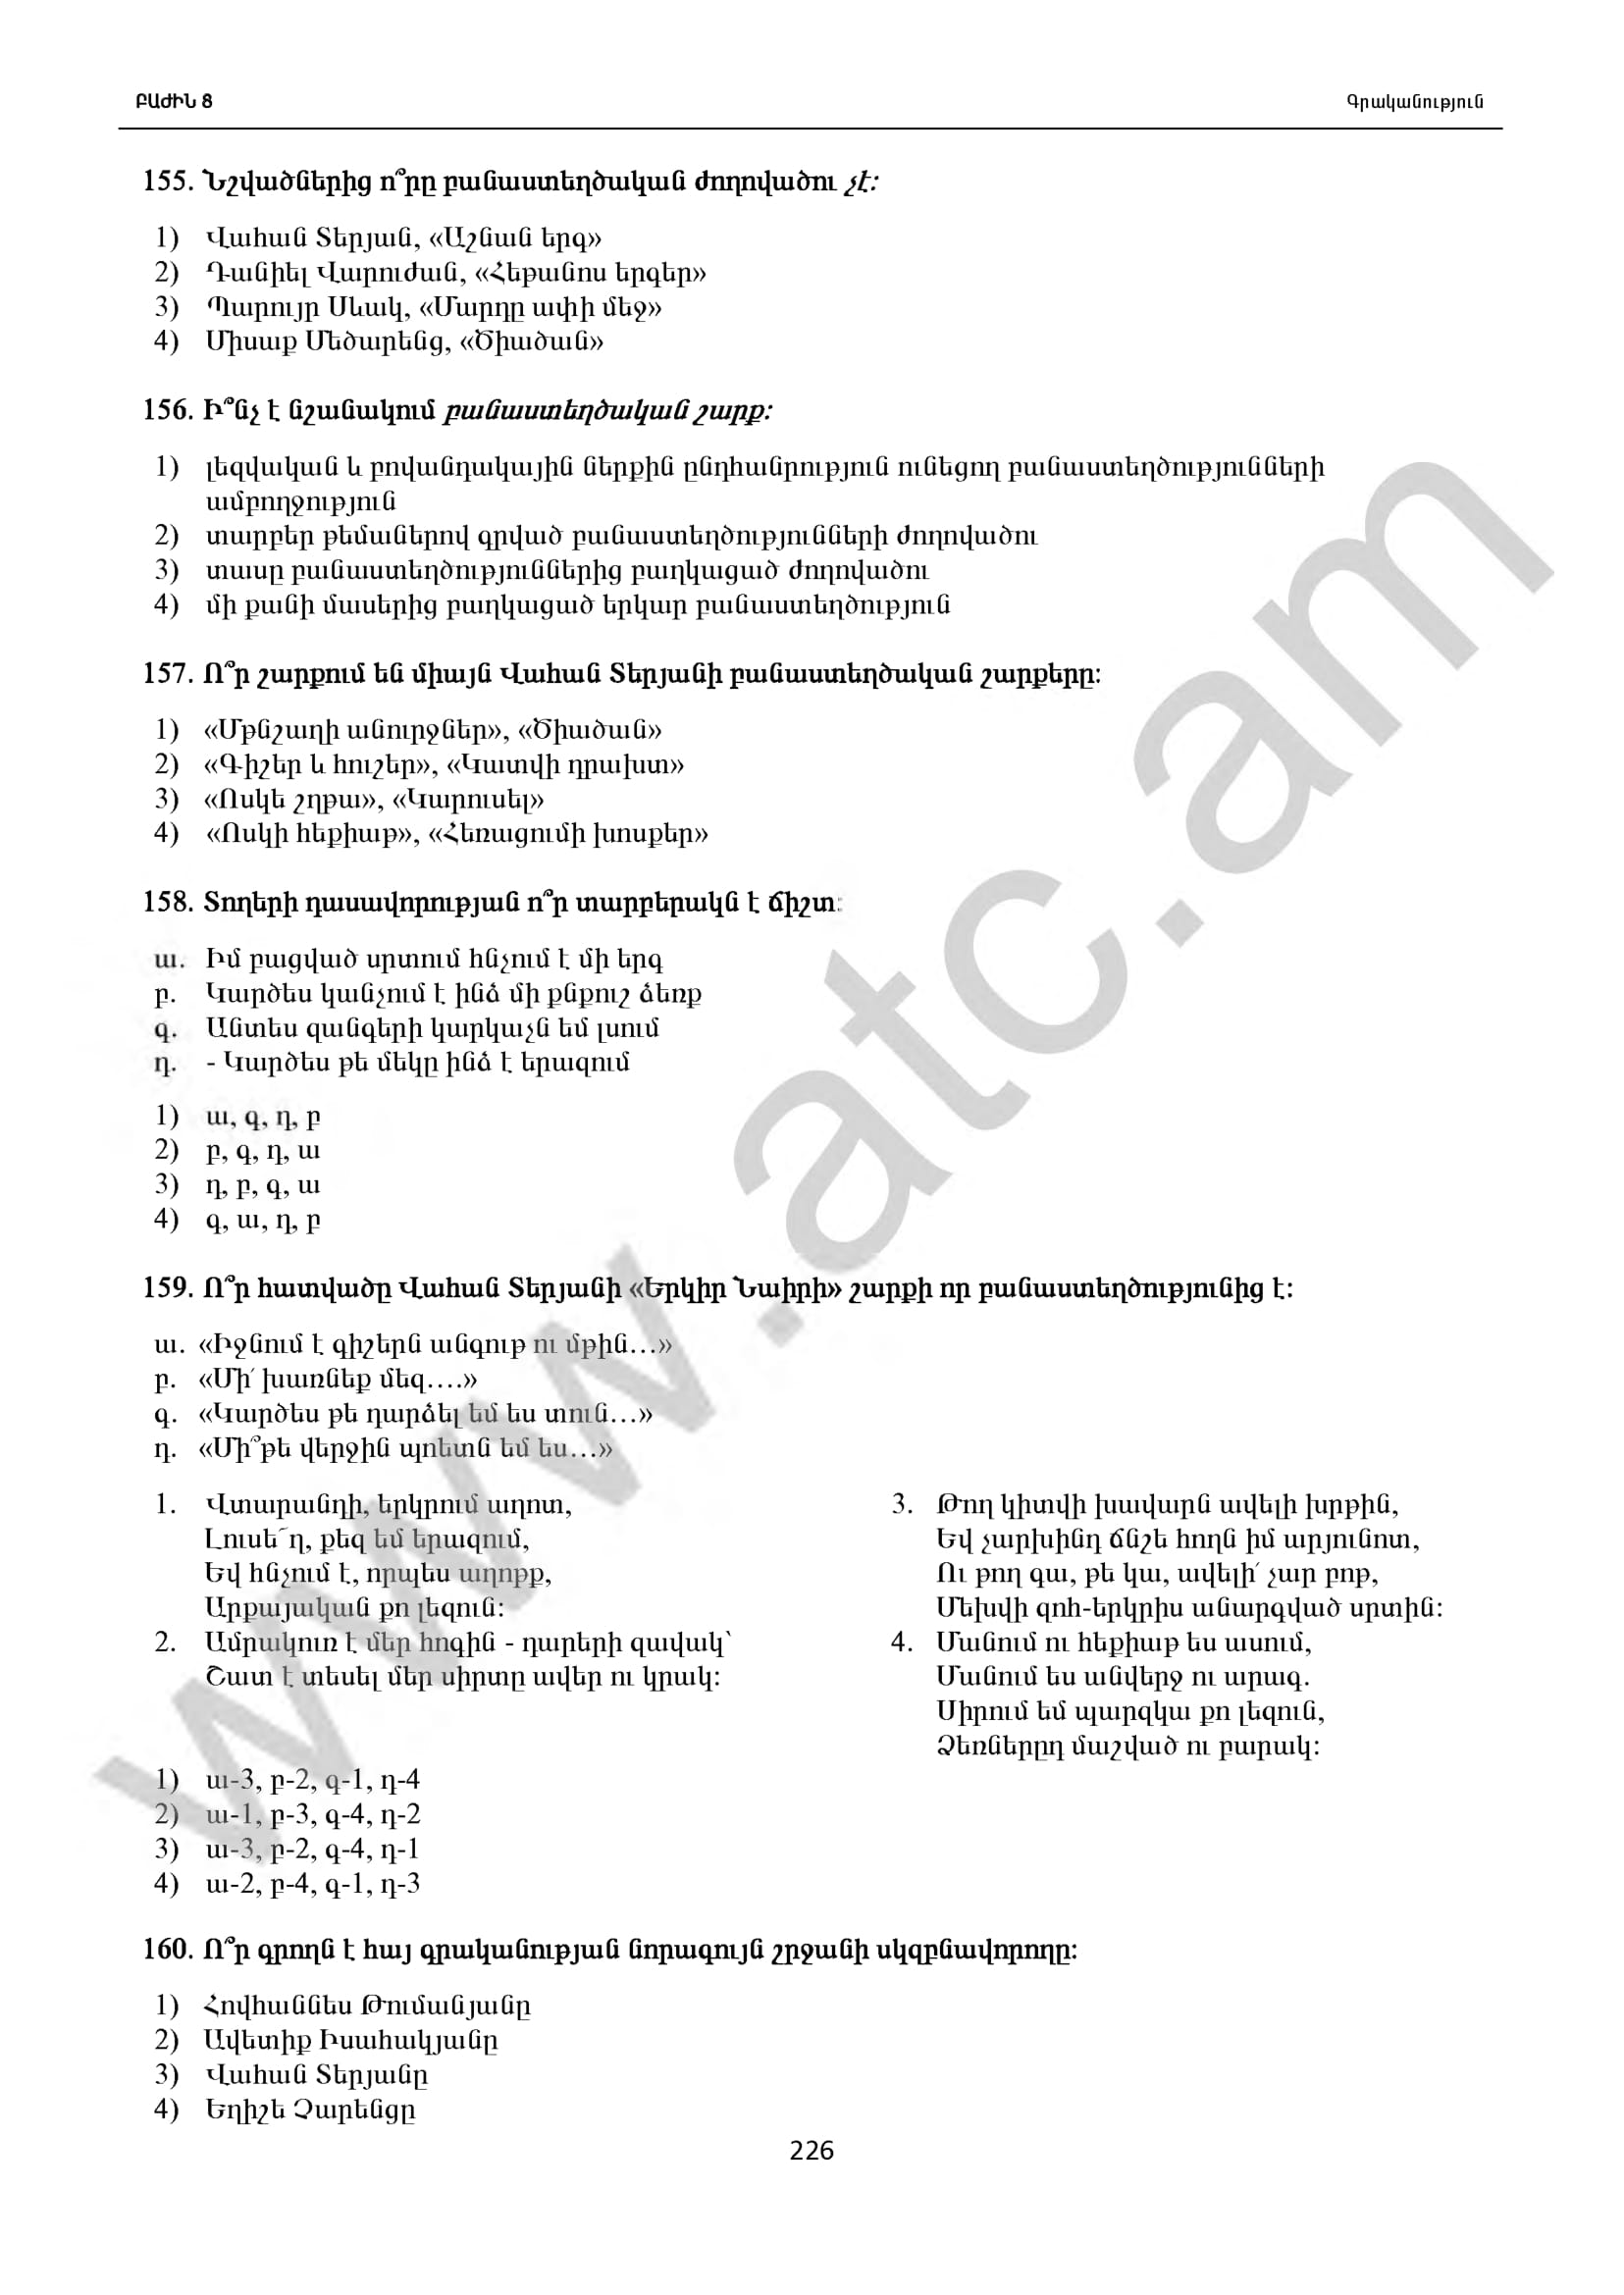 ԲԱԺԻՆ 8 Գրականություն
155. Նշվածներից ո՞րը բանաստեղծական ժողովածու չէ:
1) Վահան Տերյան, «Աշնան երգ»
2) Դանիել Վարուժան, «Հեթանոս երգեր»
3) Պարույր Սևակ, «Մարդը ափի մեջ»
4) Միսաք Մեծարենց, «Ծիածան»
156. Ի՞նչ է նշանակում բանաստեղծական շարք:
1) լեզվական և բովանդակային ներքին ընդհանրություն ունեցող բանաստեղծությունների
ամբողջություն
2) տարբեր թեմաներով գրված բանաստեղծությունների ժողովածու
3) տասը բանաստեղծություններից բաղկացած ժողովածու
4) մի քանի մասերից բաղկացած երկար բանաստեղծություն
157. Ո՞ր շարքում են միայն Վահան Տերյանի բանաստեղծական շարքերը:
1) «Մթնշաղի անուրջներ», «Ծիածան»
2) «Գիշեր և հուշեր», «Կատվի դրախտ»
3) «Ոսկե շղթա», «Կարուսել»
4) «Ոսկի հեքիաթ», «Հեռացումի խոսքեր»
158. Տողերի դասավորության ո՞ր տարբերակն է ճիշտ:
ա. Իմ բացված սրտում հնչում է մի երգ
բ. Կարծես կանչում է ինձ մի քնքուշ ձեռք
գ. Անտես զանգերի կարկաչն եմ լսում
դ. - Կարծես թե մեկը ինձ է երազում
1) ա, գ, դ, բ
2) բ, գ, դ, ա
3) դ, բ, գ, ա
4) գ, ա, դ, բ
159. Ո՞ր հատվածը Վահան Տերյանի «Երկիր Նաիրի» շարքի որ բանաստեղծությունից է:
ա. «Իջնում է գիշերն անգութ ու մթին…»
բ. «Մի՛ խառնեք մեզ….»
գ. «Կարծես թե դարձել եմ ես տուն…»
դ. «Մի՞թե վերջին պոետն եմ ես…»
1. Վտարանդի, երկրում աղոտ,
Լուսե՜ղ, քեզ եմ երազում,
Եվ հնչում է, որպես աղոթք,
Արքայական քո լեզուն:
2. Ամրակուռ է մեր հոգին - դարերի զավակ՝
Շատ է տեսել մեր սիրտը ավեր ու կրակ:
3. Թող կիտվի խավարն ավելի խրթին,
Եվ չարխինդ ճնշե հողն իմ արյունոտ,
Ու թող գա, թե կա, ավելի՛ չար բոթ,
Մեխվի զոհ-երկրիս անարգված սրտին:
4. Մանում ու հեքիաթ ես ասում,
Մանում ես անվերջ ու արագ.
Սիրում եմ պարզկա քո լեզուն,
Ձեռներըդ մաշված ու բարակ:
1) ա-3, բ-2, գ-1, դ-4
2) ա-1, բ-3, գ-4, դ-2
3) ա-3, բ-2, գ-4, դ-1
4) ա-2, բ-4, գ-1, դ-3
160. Ո՞ր գրողն է հայ գրականության նորագույն շրջանի սկզբնավորողը:
1) Հովհաննես Թումանյանը
2) Ավետիք Իսահակյանը
3) Վահան Տերյանը
4) Եղիշե Չարենցը
226
www.atc.am